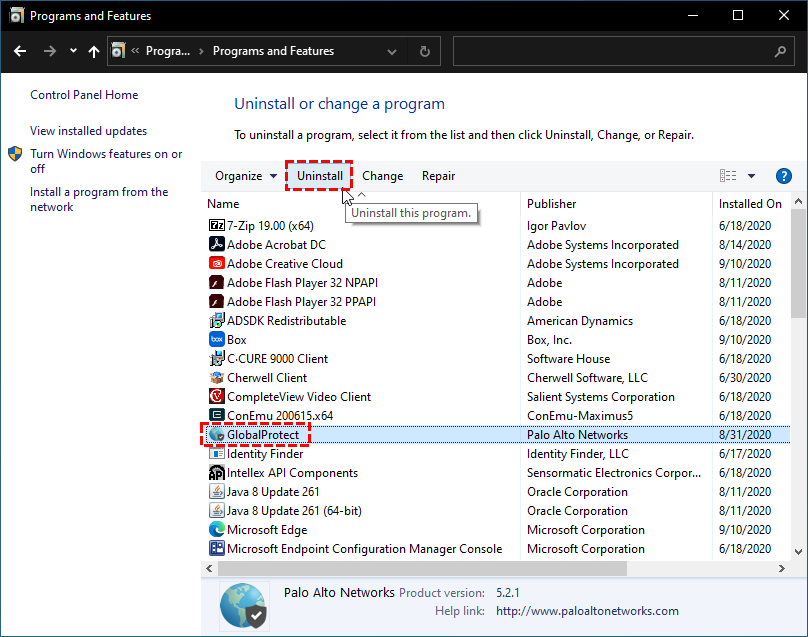 Programs and Features
« Progra... › Programs and Features
Control Panel Home
View installed updates
Turn Windows features on or
off
Install a program from the
network
Uninstall or change a program
To uninstall a program, select it from the list and then click Uninstall, Change, or Repair.
Organize Uninstall Change Repair ?
Uninstall this program.
Name Publisher Installed On
7z 7-Zip 19.00 (x64) Igor Pavlov 6/18/2020
Adobe Acrobat DC Adobe Systems Incorporated 8/14/2020
Adobe Creative Cloud Adobe Systems Incorporated 9/10/2020
Adobe Flash Player 32 NPAPI Adobe 8/11/2020
Adobe Flash Player 32 PPAPI Adobe 8/11/2020
ADSDK Redistributable American Dynamics 6/18/2020
box Box Box, Inc. 9/10/2020
C·CURE 9000 Client Software House 6/18/2020
Cherwell Client Cherwell Software, LLC 6/30/2020
CompleteView Video Client Salient Systems Corporation 6/18/2020
ConEmu 200615.x64 ConEmu-Maximus5 6/18/2020
GlobalProtect Palo Alto Networks 8/31/2020
Identity Finder Identity Finder, LLC 6/17/2020
Intellex API Components Sensormatic Electronics Corpor... 6/18/2020
Java 8 Update 261 Oracle Corporation 8/11/2020
Java 8 Update 261 (64-bit) Oracle Corporation 8/11/2020
Microsoft Edge Microsoft Corporation 9/10/2020
Microsoft Endpoint Configuration Manager Console Microsoft Corporation 6/18/2020
Palo Alto Networks Product version: 5.2.1
Help link: http://www.paloaltonetworks.com